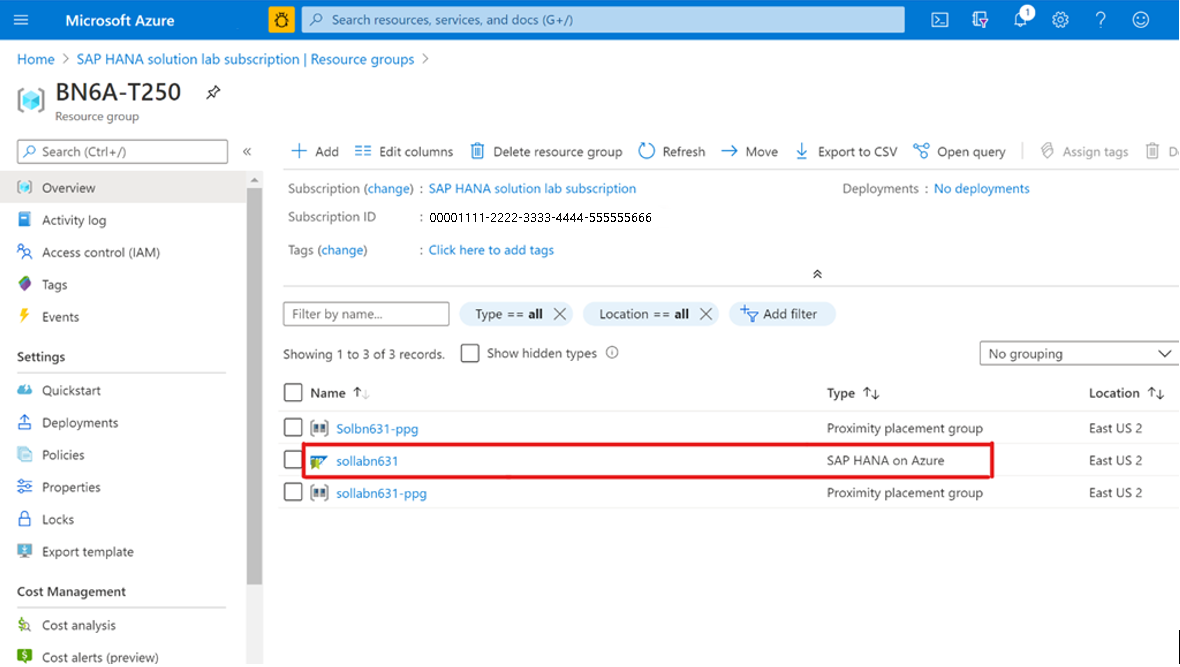 Microsoft Azure
Search resources, services, and docs (G+/)
1
Home > SAP HANA solution lab subscription | Resource groups >
BN6A-T250
Resource group
Search (Ctrl+/)
«
Add
Edit columns
Delete resource group
Refresh
Move
Export to CSV
Open query
Assign tags
De
Overview
Activity log
Access control (IAM)
Tags
Events
Settings
Quickstart
Deployments
Policies
Properties
Locks
Export template
Cost Management
Cost analysis
Cost alerts (preview)
Subscription (change) : SAP HANA solution lab subscription
Deployments : No deployments
Subscription ID : 00001111-2222-3333-4444-555555666
Tags (change) : Click here to add tags
Filter by name...
Type == all
Location == all
Add filter
Showing 1 to 3 of 3 records.
Show hidden types
No grouping
Name Type Location
Solbn631-ppg Proximity placement group East US 2
sollabn631 SAP HANA on Azure East US 2
sollabn631-ppg Proximity placement group East US 2